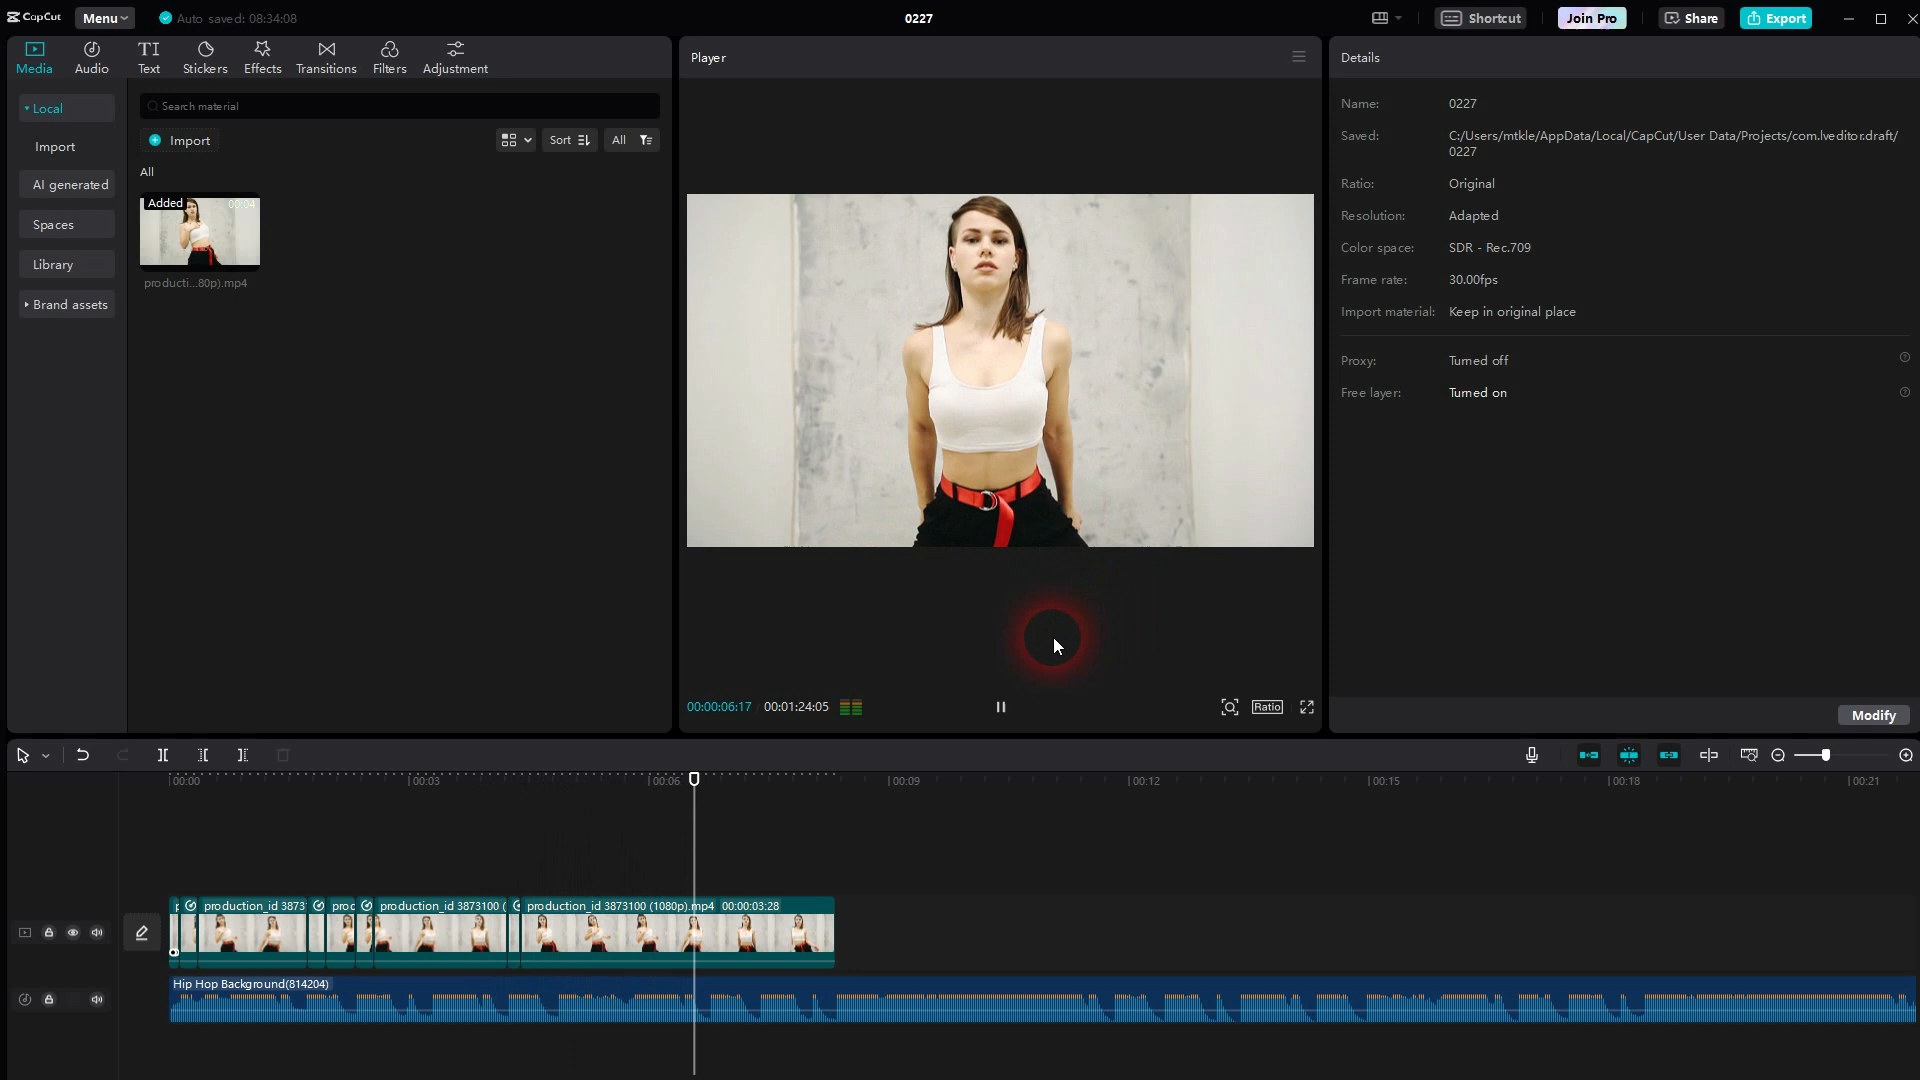 CapCut
Menu
Auto saved: 08:34:08
0227
Shortcut
Join Pro
Share
Export
Media
Audio
TI
Text
Stickers
Effects
Transitions
Filters
Adjustment
Local
Import
AI generated
Spaces
Library
Brand assets
Search material
Import
Sort
All
All
Added
00:04
producti...80p).mp4
Player
00:00:06:17
00:01:24:05
Ratio
Details
Name:
0227
Saved:
C:/Users/mtkle/AppData/Local/CapCut/User Data/Projects/com.lveditor.draft/
0227
Ratio:
Original
Resolution:
Adapted
Color space:
SDR - Rec.709
Frame rate:
30.00fps
Import material:
Keep in original place
Proxy:
Turned off
Free layer:
Turned on
Modify
00:00
00:03
00:06
00:09
00:12
00:15
00:18
00:21
production_id 3873
proc
production_id 3873100 (
production_id 3873100 (1080p).mp4
00:00:03:28
Hip Hop Background(814204)